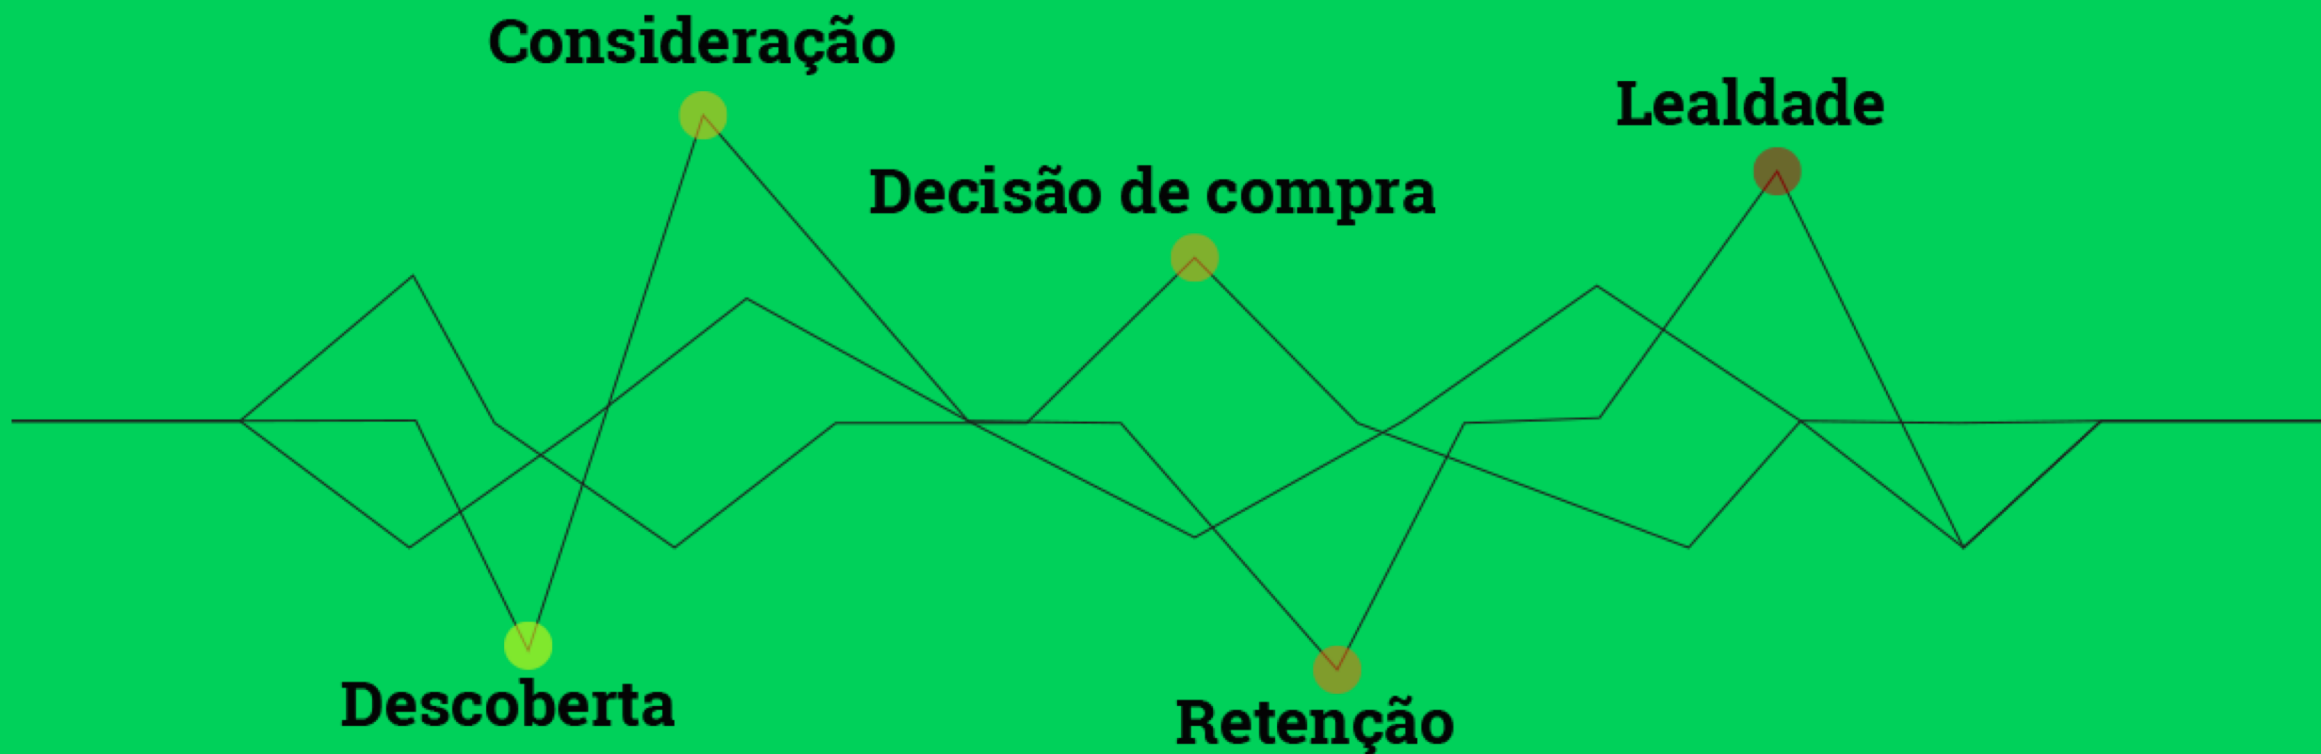 Consideração
Lealdade
Decisão de compra
Descoberta
Retenção